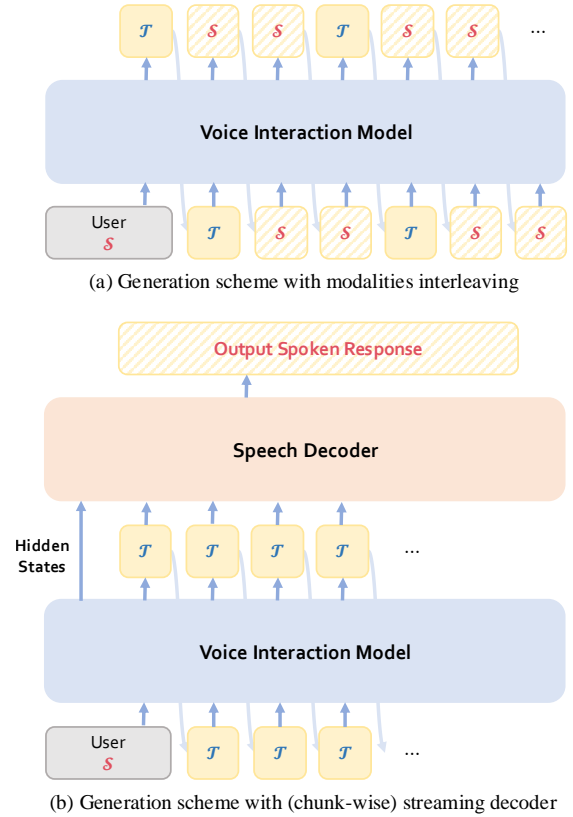 𝒯 𝒮 𝒮 𝒯 𝒮 𝒮 ...
Voice Interaction Model
User
𝒮
𝒯 𝒮 𝒮 𝒯 𝒮 𝒮
(a) Generation scheme with modalities interleaving
Output Spoken Response
Speech Decoder
Hidden
States
𝒯 𝒯 𝒯 𝒯 ...
Voice Interaction Model
User
𝒮
𝒯 𝒯 𝒯 ...
(b) Generation scheme with (chunk-wise) streaming decoder